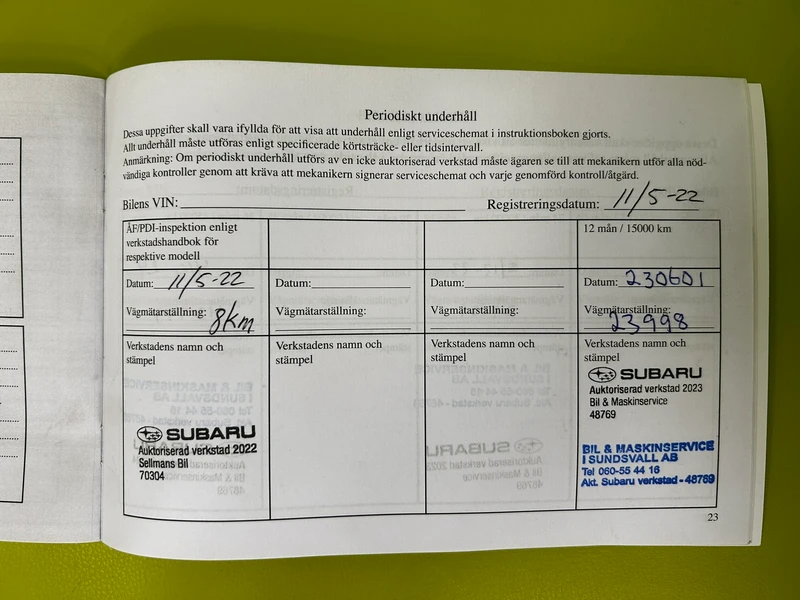 Periodiskt underhåll
Dessa uppgifter skall vara ifyllda för att visa att underhåll enligt serviceschemat i instruktionsboken gjorts.
Allt underhåll måste utföras enligt specificerade körtsträcke- eller tidsintervall.
Anmärkning: Om periodiskt underhåll utförs av en icke auktoriserad verkstad måste ägaren se till att mekanikern utför alla nöd-
vändiga kontroller genom att kräva att mekanikern signerar serviceschemat och varje genomförd kontroll/åtgärd.
Bilens VIN: Registreringsdatum: 11/5-22
ÅF/PDI-inspektion enligt
verkstadshandbok för
respektive modell
Datum: 11/5-22
Vägmätarställning: 8km
Verkstadens namn och
stämpel
SUBARU
Auktoriserad verkstad 2022
Sellmans Bil
70304
Datum:
Vägmätarställning:
Verkstadens namn och
stämpel
Datum:
Vägmätarställning:
Verkstadens namn och
stämpel
12 mån / 15000 km
Datum: 230601
Vägmätarställning:
23998
Verkstadens namn och
stämpel
SUBARU
Auktoriserad verkstad 2023
Bil & Maskinservice
48769
BIL & MASKINSERVICE
I SUNDSVALL AB
Tel 060-55 44 16
Akt. Subaru verkstad - 48769
23